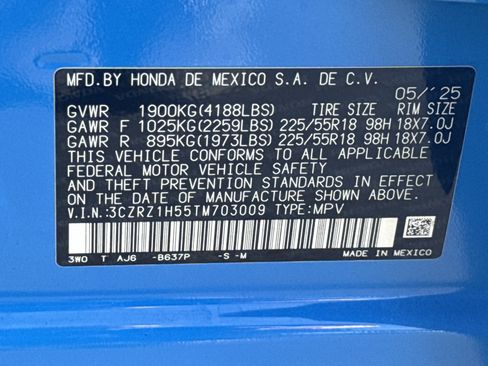 MFD.BY HONDA DE MEXICO S.A. DE C.V.
05/'25
GVWR 1900KG(4188LBS) TIRE SIZE RIM SIZE
GAWR F 1025KG(2259LBS) 225/55R18 98H 18X7.0J
GAWR R 895KG(1973LBS) 225/55R18 98H 18X7.0J
THIS VEHICLE CONFORMS TO ALL APPLICABLE
FEDERAL MOTOR VEHICLE SAFETY
STANDARDS IN EFFECT ON THE DATE OF
MANUFACTURE SHOWN ABOVE.
V.I.N.:3CZRZ1H55TM703009 TYPE:MPV
3W0 T AJ6 -B637P -S -M
MADE IN MEXICO